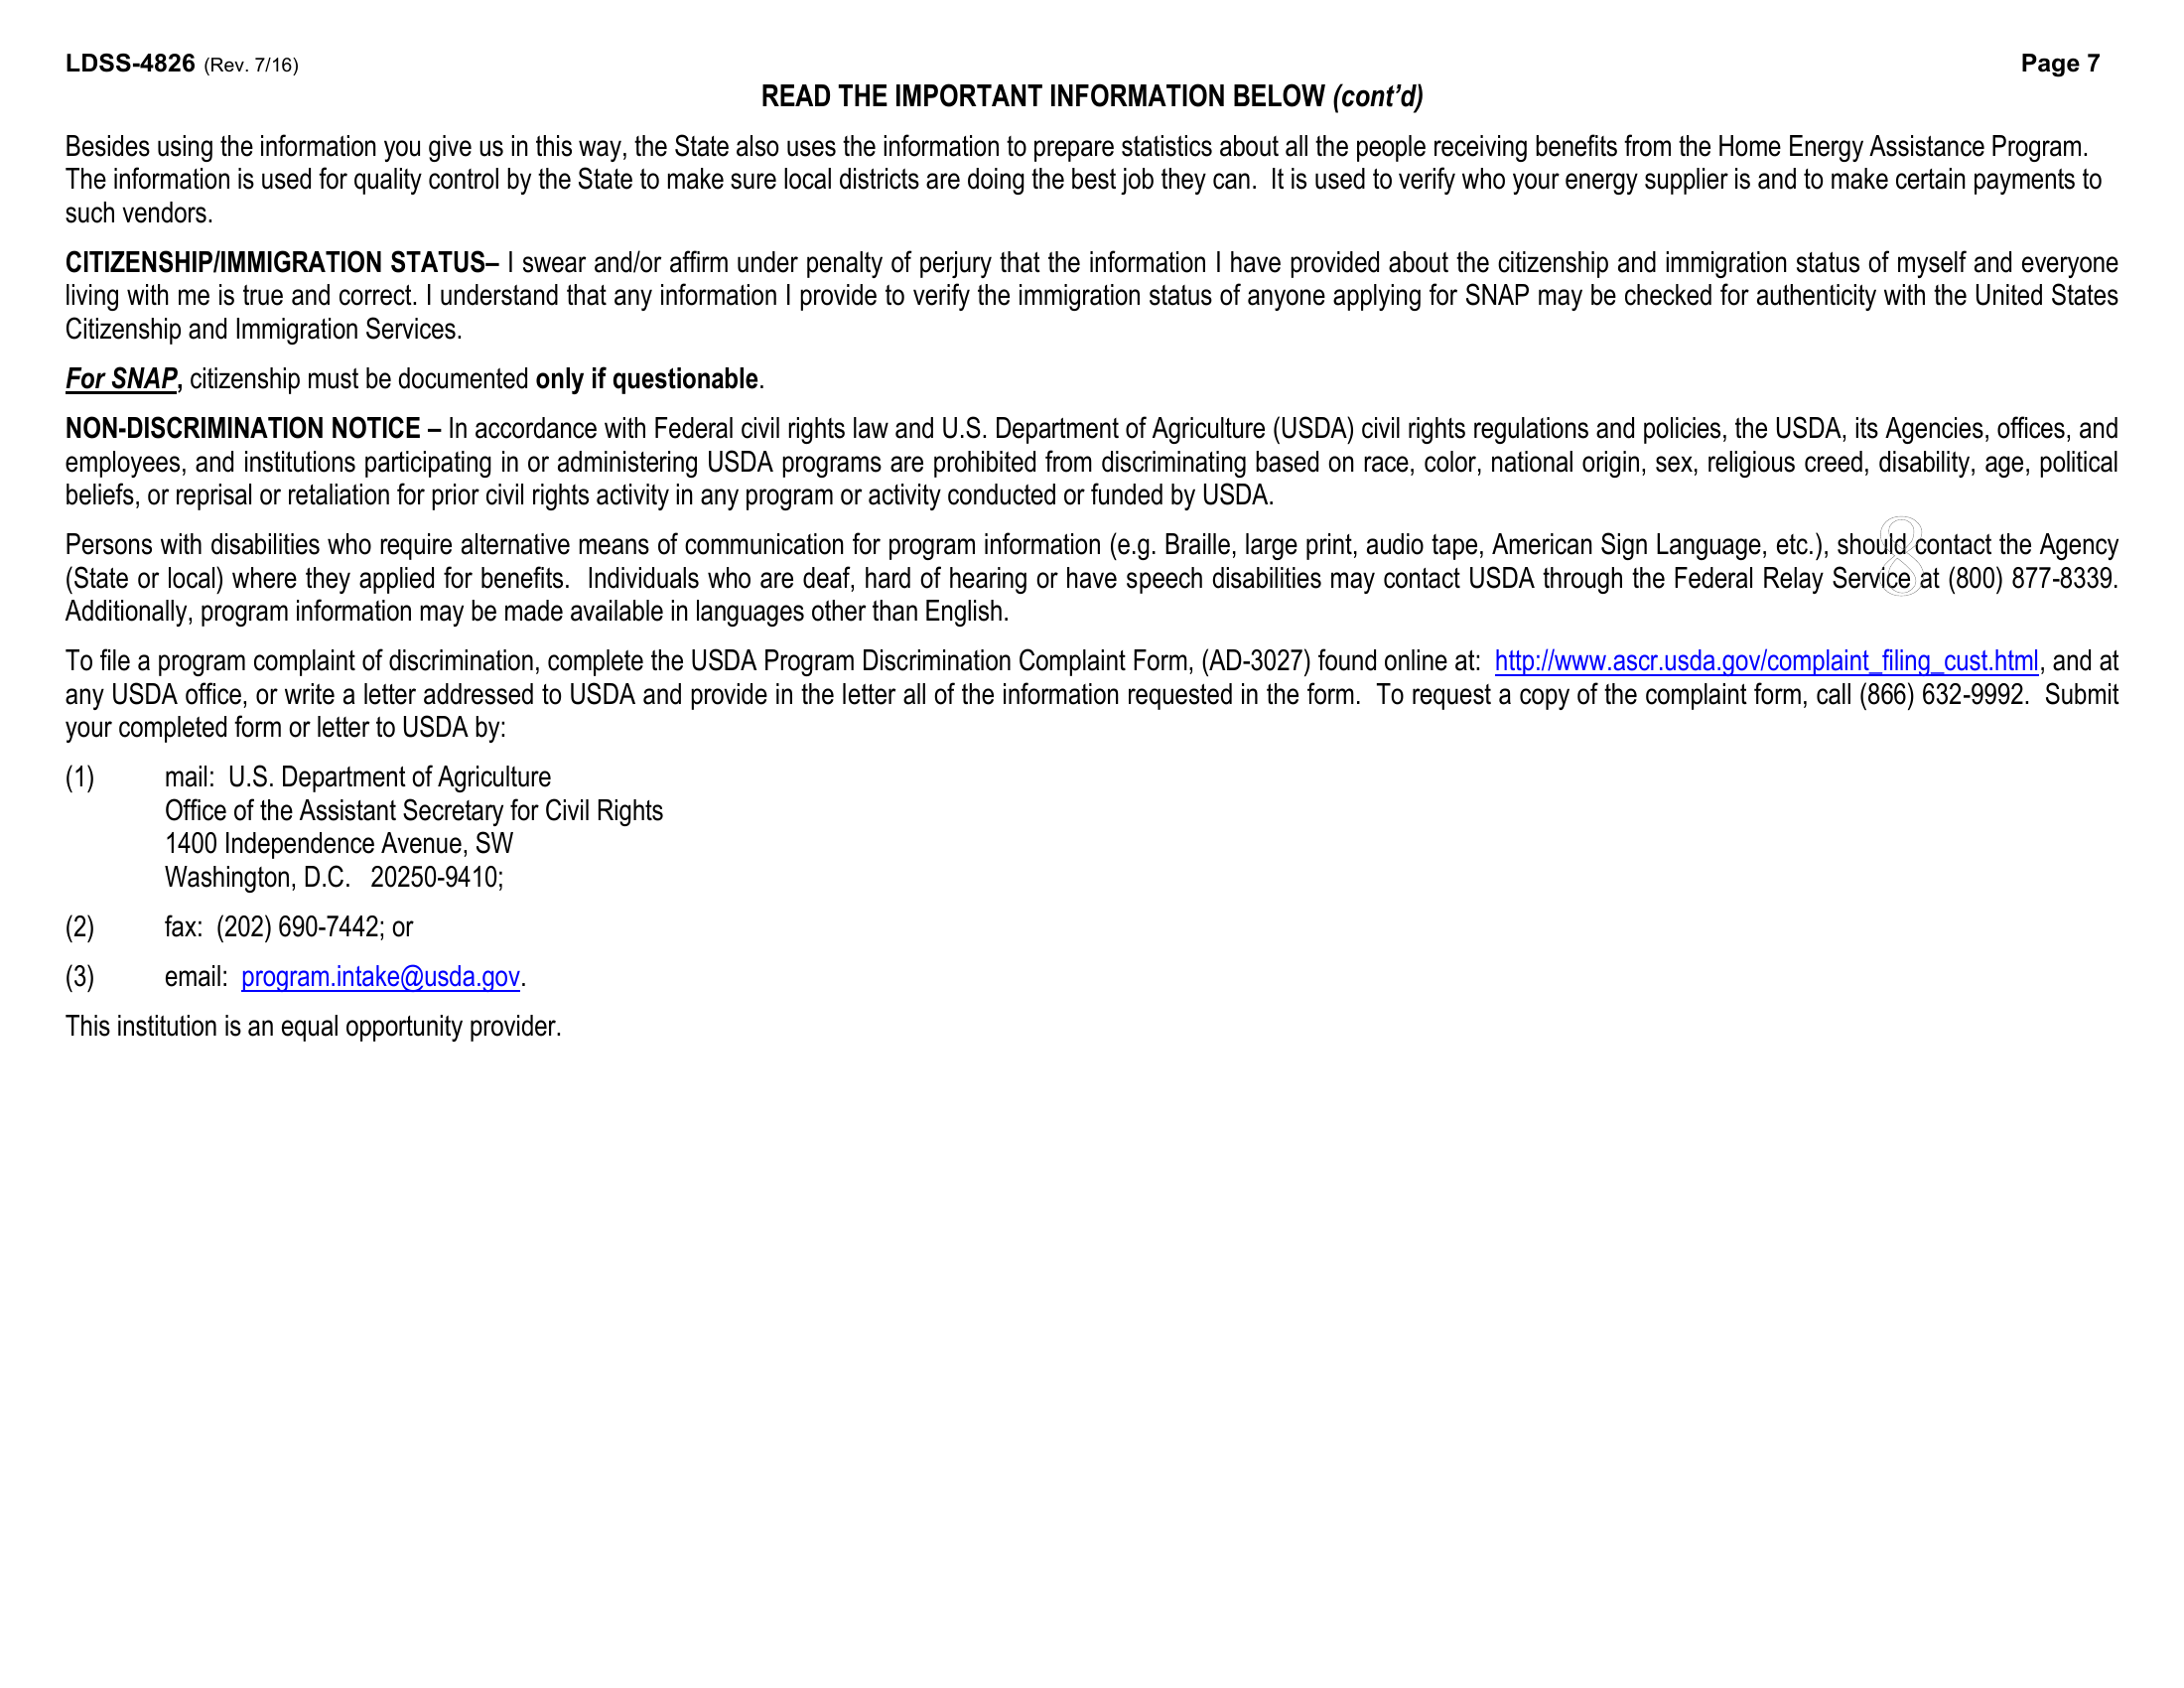 LDSS-4826 (Rev. 7/16) Page 7
READ THE IMPORTANT INFORMATION BELOW (cont’d)
Besides using the information you give us in this way, the State also uses the information to prepare statistics about all the people receiving benefits from the Home Energy Assistance Program.
The information is used for quality control by the State to make sure local districts are doing the best job they can.  It is used to verify who your energy supplier is and to make certain payments to
such vendors.
CITIZENSHIP/IMMIGRATION STATUS– I swear and/or affirm under penalty of perjury that the information I have provided about the citizenship and immigration status of myself and everyone
living with me is true and correct. I understand that any information I provide to verify the immigration status of anyone applying for SNAP may be checked for authenticity with the United States
Citizenship and Immigration Services.
For SNAP, citizenship must be documented only if questionable.
NON-DISCRIMINATION NOTICE – In accordance with Federal civil rights law and U.S. Department of Agriculture (USDA) civil rights regulations and policies, the USDA, its Agencies, offices, and
employees, and institutions participating in or administering USDA programs are prohibited from discriminating based on race, color, national origin, sex, religious creed, disability, age, political
beliefs, or reprisal or retaliation for prior civil rights activity in any program or activity conducted or funded by USDA.
Persons with disabilities who require alternative means of communication for program information (e.g. Braille, large print, audio tape, American Sign Language, etc.), should contact the Agency
(State or local) where they applied for benefits.  Individuals who are deaf, hard of hearing or have speech disabilities may contact USDA through the Federal Relay Service at (800) 877-8339.
8
Additionally, program information may be made available in languages other than English.
To file a program complaint of discrimination, complete the USDA Program Discrimination Complaint Form, (AD-3027) found online at:  http://www.ascr.usda.gov/complaint_filing_cust.html, and at
any USDA office, or write a letter addressed to USDA and provide in the letter all of the information requested in the form.  To request a copy of the complaint form, call (866) 632-9992.  Submit
your completed form or letter to USDA by:
(1) mail:  U.S. Department of Agriculture
Office of the Assistant Secretary for Civil Rights
1400 Independence Avenue, SW
Washington, D.C.   20250-9410;
(2) fax:  (202) 690-7442; or
(3) email:  program.intake@usda.gov.
This institution is an equal opportunity provider.